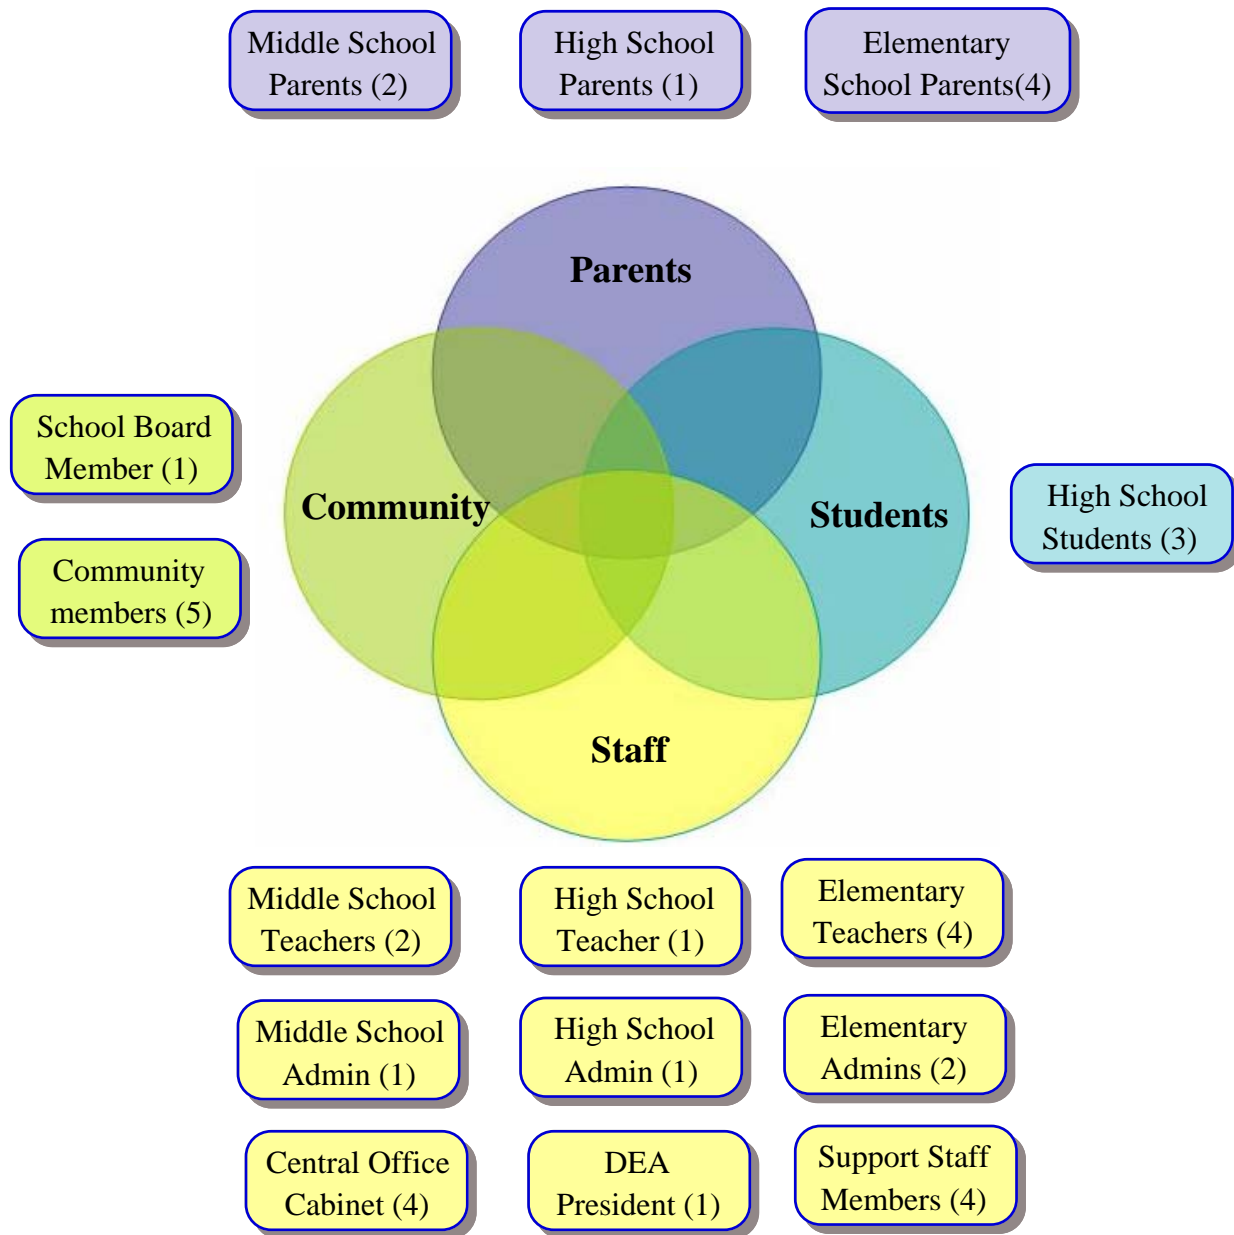 Middle School
Parents (2)
High School
Parents (1)
Elementary
School Parents(4)
Parents
School Board
Member (1)
Community
members (5)
Community
Students
High School
Students (3)
Staff
Middle School
Teachers (2)
High School
Teacher (1)
Elementary
Teachers (4)
Middle School
Admin (1)
High School
Admin (1)
Elementary
Admins (2)
Central Office
Cabinet (4)
DEA
President (1)
Support Staff
Members (4)